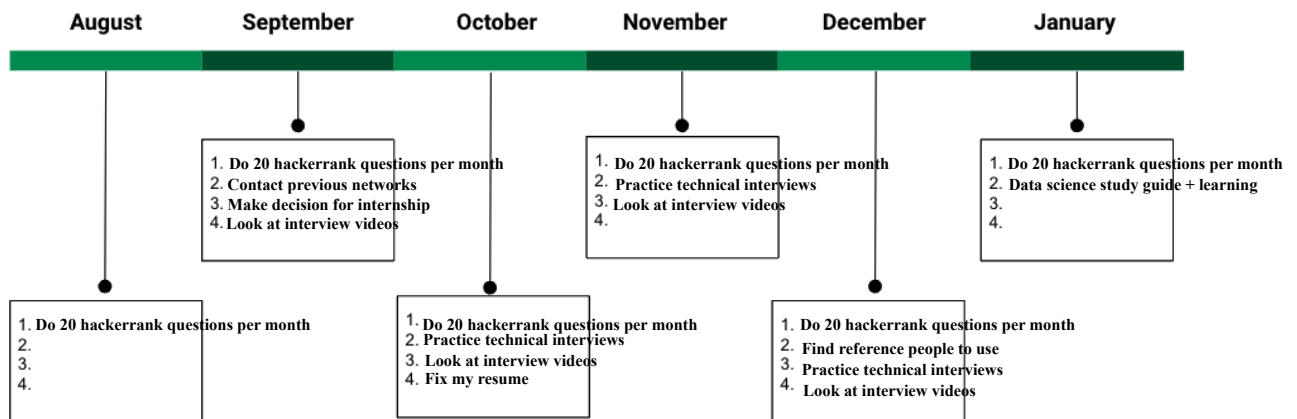 August
September
October
November
December
January
1. Do 20 hackerrank questions per month
2. Contact previous networks
3. Make decision for internship
4. Look at interview videos
1. Do 20 hackerrank questions per month
2. Practice technical interviews
3. Look at interview videos
4.
1. Do 20 hackerrank questions per month
2. Data science study guide + learning
3.
4.
1. Do 20 hackerrank questions per month
2.
3.
4.
1. Do 20 hackerrank questions per month
2. Practice technical interviews
3. Look at interview videos
4. Fix my resume
1. Do 20 hackerrank questions per month
2. Find reference people to use
3. Practice technical interviews
4. Look at interview videos